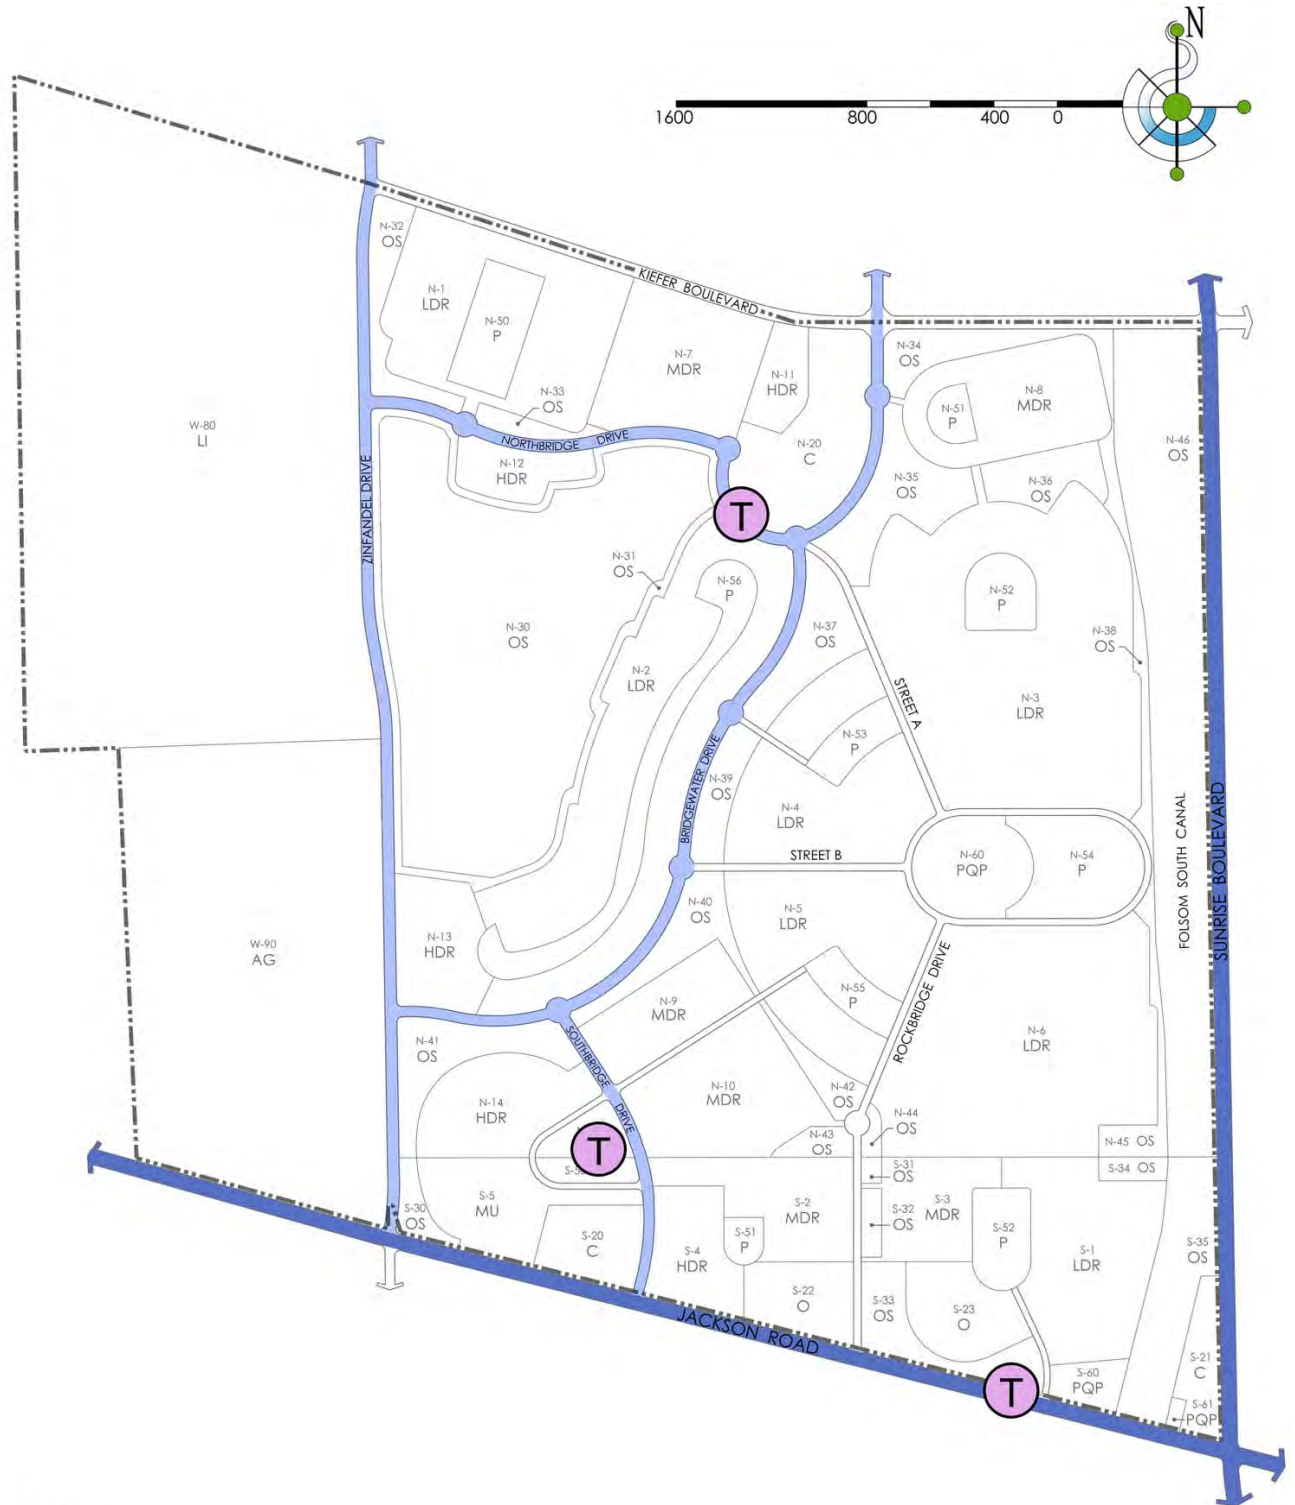 N
1600 800 400 0
KIEFER BOULEVARD
N-32
OS
N-1
LDR
N-50
P
N-33
OS
N-7
MDR
N-11
HDR
N-34
OS
N-51
P
N-8
MDR
N-46
OS
W-80
LI
ZINFANDEL DRIVE
NORTHBRIDGE DRIVE
N-12
HDR
N-20
C
N-35
OS
N-36
OS
T
N-31
OS
N-56
P
N-52
P
N-30
OS
N-37
OS
N-38
OS
N-2
LDR
STREET A
N-3
LDR
N-53
P
BRIDGEWATER DRIVE
N-39
OS
N-4
LDR
STREET B
N-60
PQP
N-54
P
FOLSOM SOUTH CANAL
SUNRISE BOULEVARD
W-90
AG
N-13
HDR
N-40
OS
N-5
LDR
N-9
MDR
N-55
P
ROCKBRIDGE DRIVE
N-6
LDR
N-41
OS
SOUTHBRIDGE DRIVE
N-14
HDR
N-10
MDR
N-42
OS
N-44
OS
N-43
OS
N-45 OS
S-34 OS
T
S-31
OS
S-30
OS
S-5
MU
S-20
C
S-2
MDR
S-32
OS
S-3
MDR
S-52
P
S-51
P
S-4
HDR
S-1
LDR
S-35
OS
S-22
O
S-33
OS
S-23
O
JACKSON ROAD
T
S-60
PQP
S-21
C
S-61
PQP